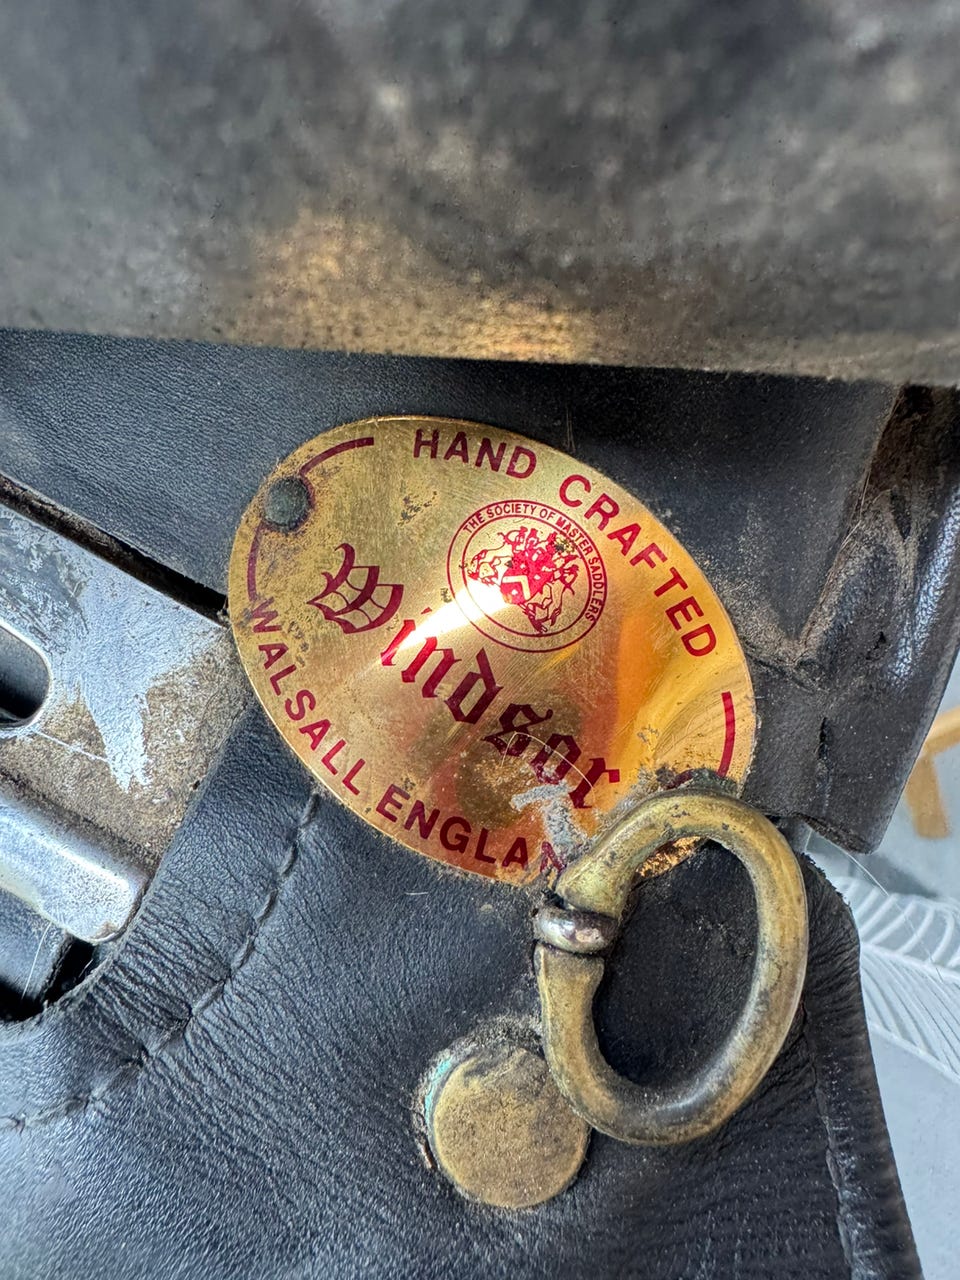 HAND CRAFTED
THE SOCIETY OF MASTER SADDLERS
Windsor
WALSALL ENGLAN